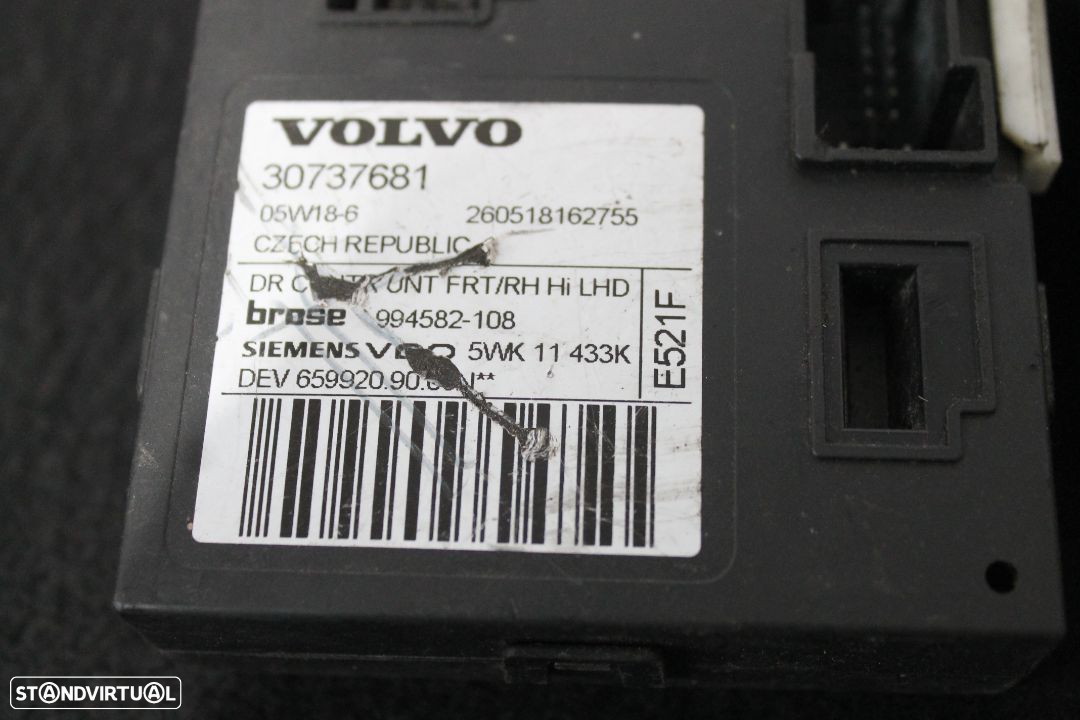 VOLVO
30737681
05W18-6 260518162755
CZECH REPUBLIC
DR UNT FRT/RH Hi LHD
brose 994582-108
SIEMENS VDO 5WK 11 433K
DEV 659920.90.
E521F
STANDVIRTUAL